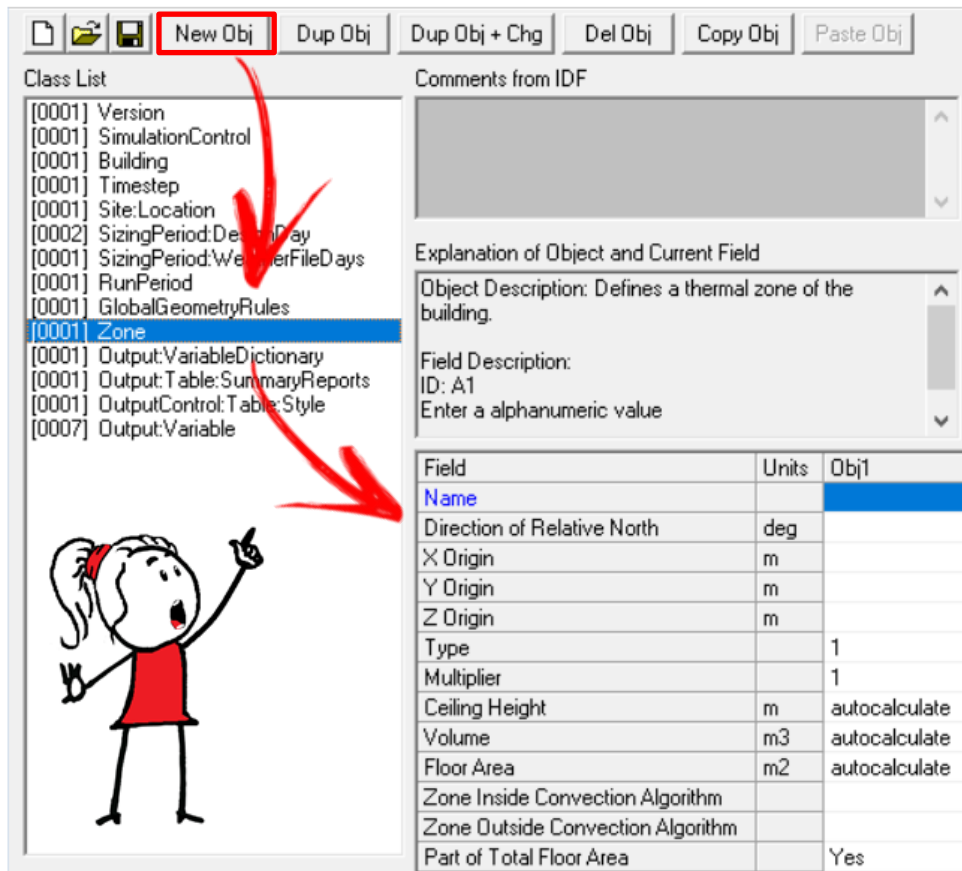 New Obj Dup Obj Dup Obj + Chg Del Obj Copy Obj Paste Obj
Class List
[0001] Version
[0001] SimulationControl
[0001] Building
[0001] Timestep
[0001] Site:Location
[0002] SizingPeriod:DesignDay
[0001] SizingPeriod:WeatherFileDays
[0001] RunPeriod
[0001] GlobalGeometryRules
[0001] Zone
[0001] Output:VariableDictionary
[0001] Output:Table:SummaryReports
[0001] OutputControl:Table:Style
[0007] Output:Variable
Comments from IDF
Explanation of Object and Current Field
Object Description: Defines a thermal zone of the
building.
Field Description:
ID: A1
Enter a alphanumeric value
Field Units Obj1
Name
Direction of Relative North deg
X Origin m
Y Origin m
Z Origin m
Type 1
Multiplier 1
Ceiling Height m autocalculate
Volume m3 autocalculate
Floor Area m2 autocalculate
Zone Inside Convection Algorithm
Zone Outside Convection Algorithm
Part of Total Floor Area Yes